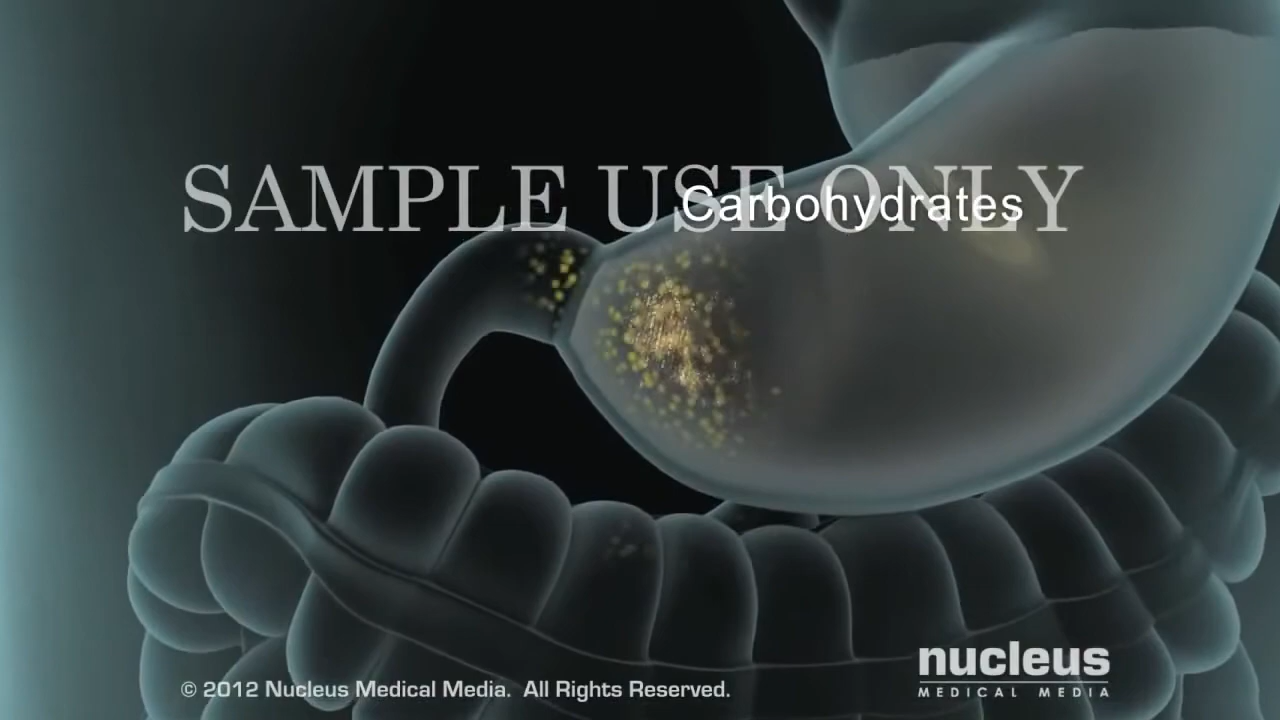 SAMPLE USE ONLY
Carbohydrates
nucleus
MEDICAL MEDIA
© 2012 Nucleus Medical Media. All Rights Reserved.